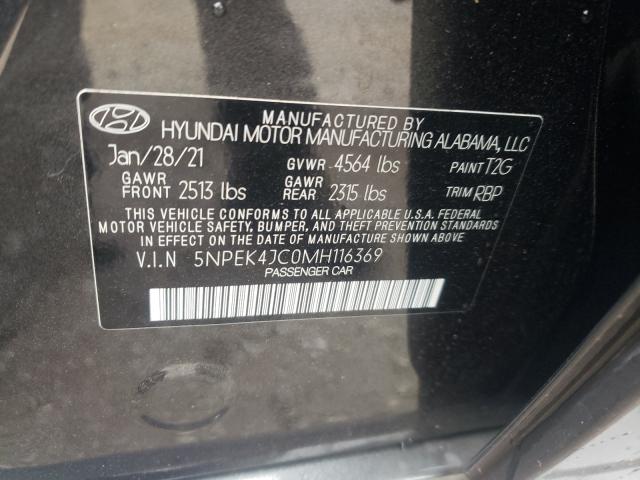 MANUFACTURED BY
HYUNDAI MOTOR MANUFACTURING ALABAMA, LLC
Jan/28/21 GVWR 4564 lbs PAINT T2G
GAWR FRONT 2513 lbs GAWR REAR 2315 lbs TRIM RBP
THIS VEHICLE CONFORMS TO ALL APPLICABLE U.S.A. FEDERAL
MOTOR VEHICLE SAFETY, BUMPER, AND THEFT PREVENTION STANDARDS
IN EFFECT ON THE DATE OF MANUFACTURE SHOWN ABOVE.
V.I.N 5NPEK4JC0MH116369
PASSENGER CAR